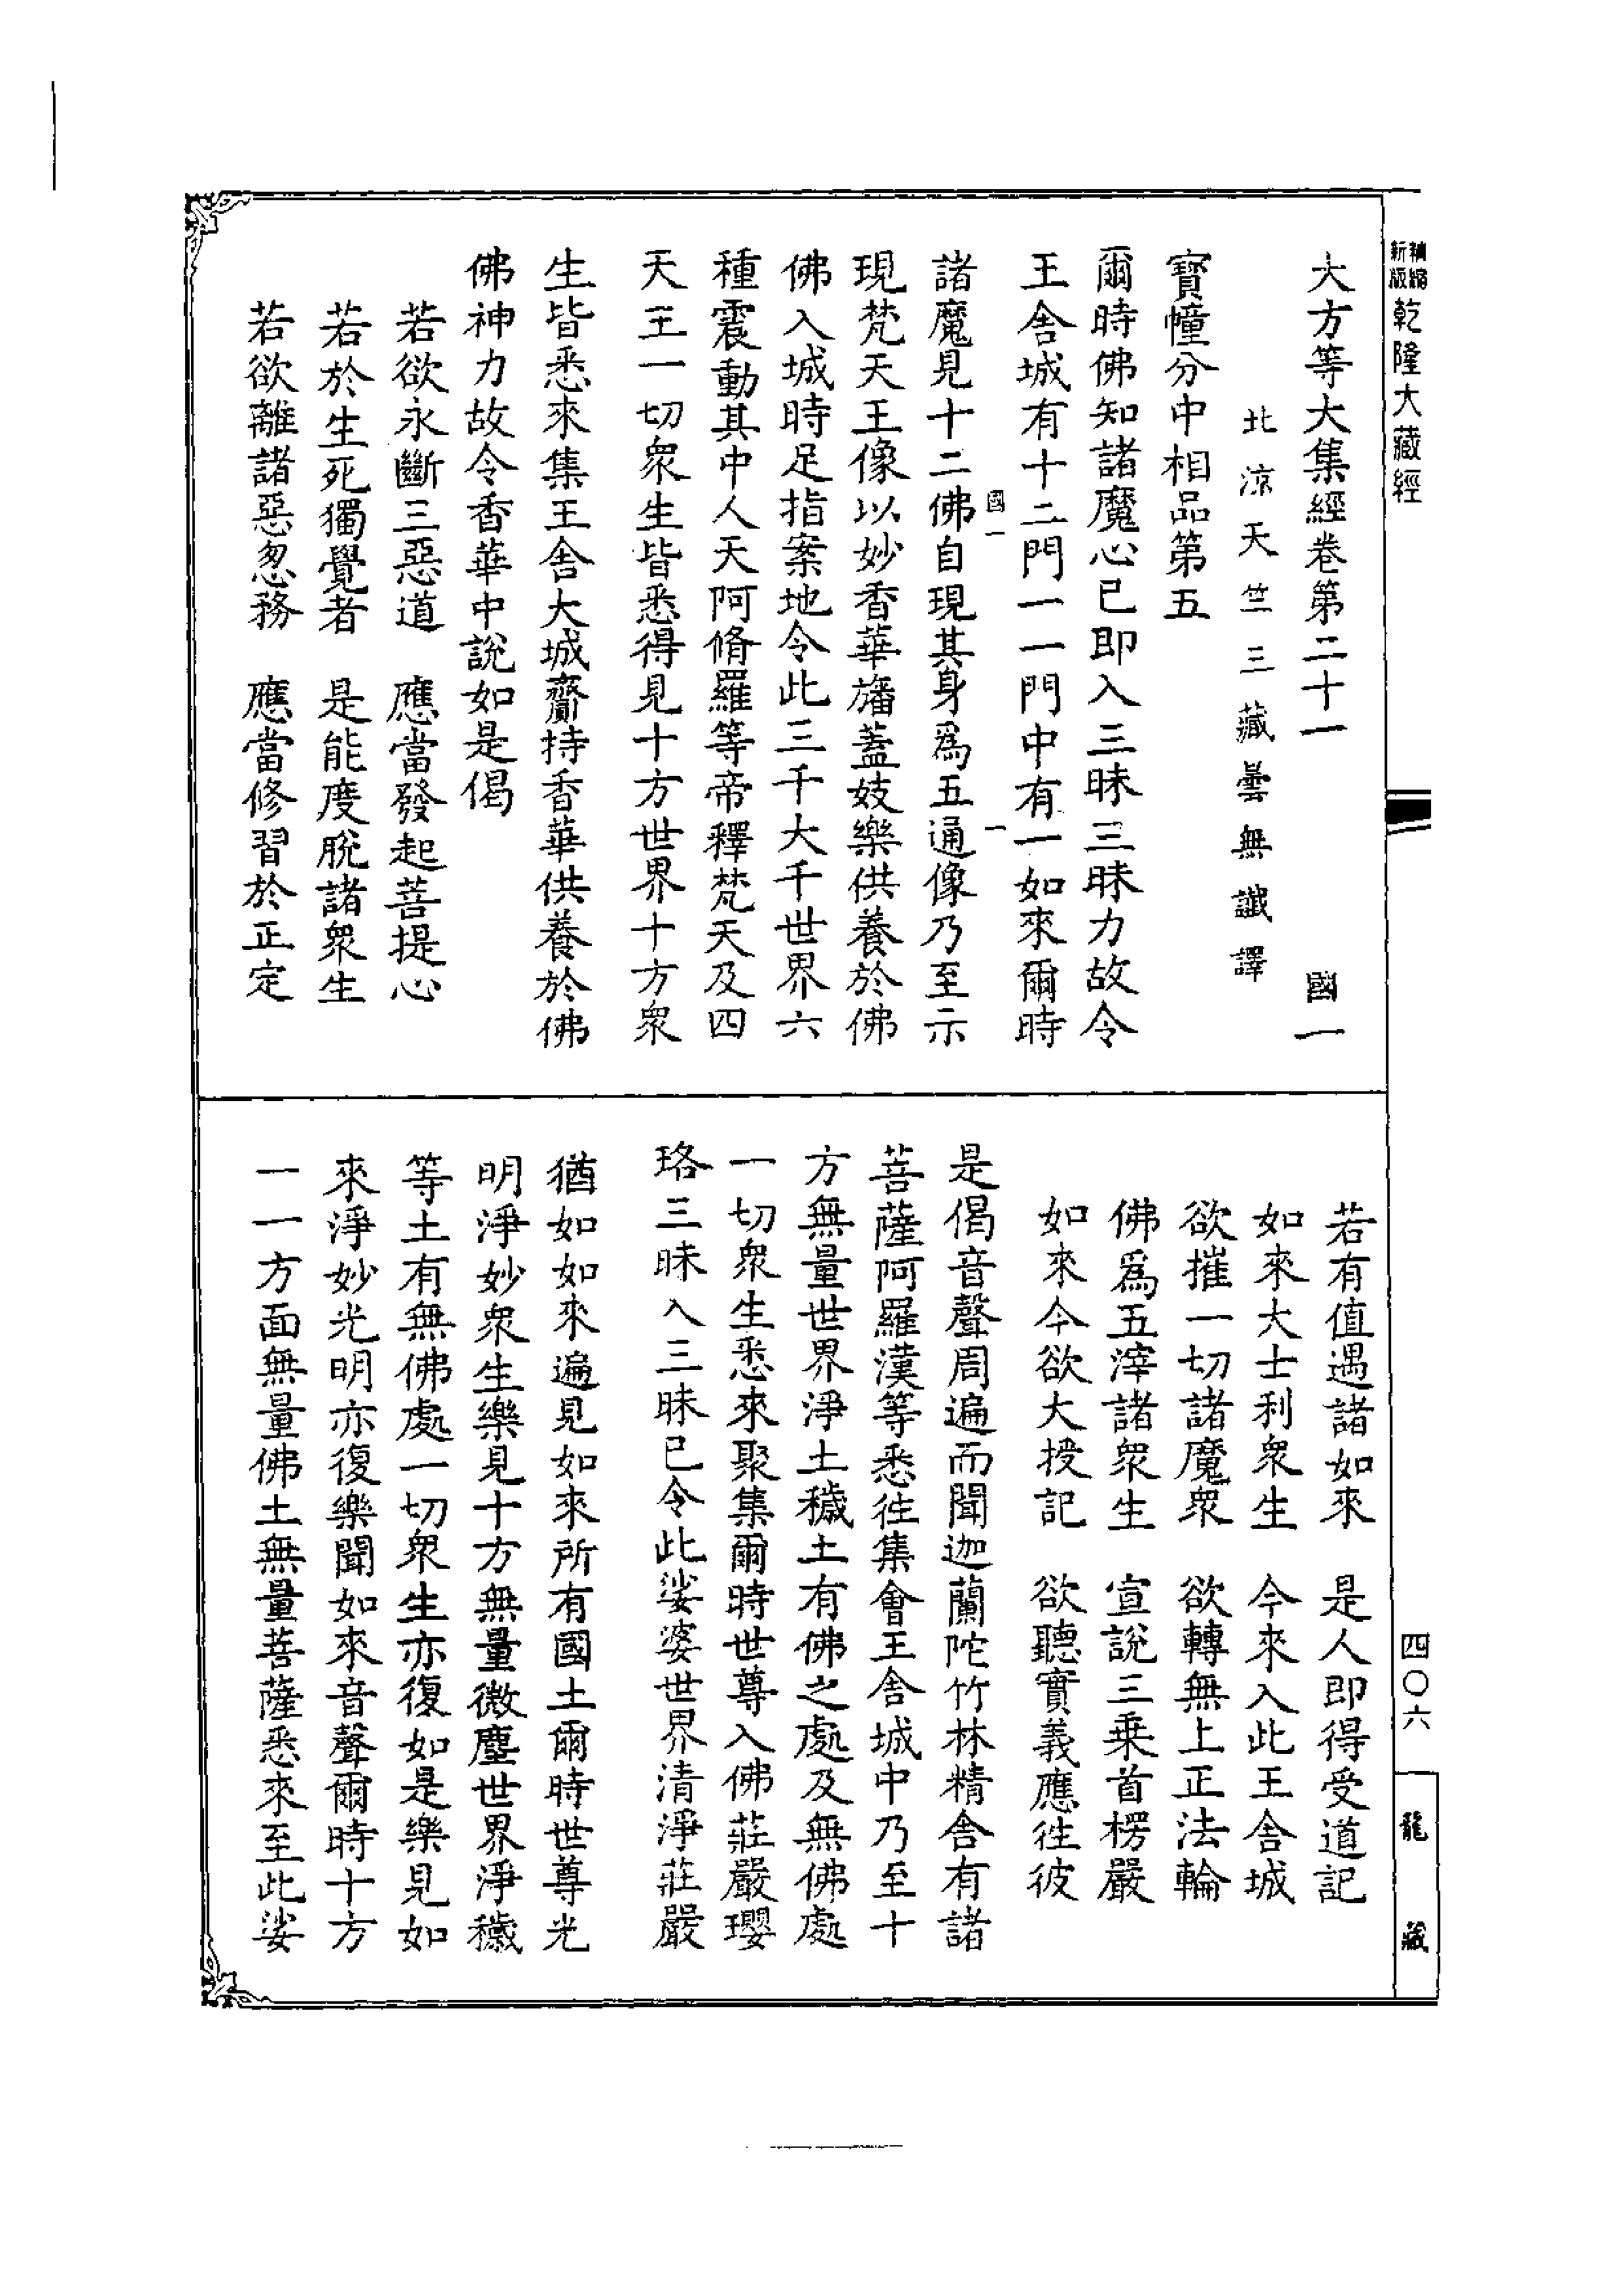 新版精縮乾隆大藏經
大方等大集經卷第二十一 國一
北涼天竺三藏曇無讖譯
寶幢分中相品第五
爾時佛知諸魔心已即入三昧三昧力故令
王舍城有十二門一一門中有一如來爾時
國一 一
諸魔見十二佛自現其身為五通像乃至示
現梵天王像以妙香華旛蓋妓樂供養於佛
佛入城時足指案地令此三千大千世界六
種震動其中人天阿脩羅等帝釋梵天及四
天王一切眾生皆悉得見十方世界十方眾
生皆悉來集王舍大城齎持香華供養於佛
佛神力故令香華中說如是偈
若欲永斷三惡道 應當發起菩提心
若於生死獨覺者 是能度脫諸眾生
若欲離諸惡怱務 應當修習於正定
若有值遇諸如來 是人即得受道記
如來大士利眾生 今來入此王舍城
欲摧一切諸魔眾 欲轉無上正法輪
佛為五滓諸眾生 宣說三乗首楞嚴
如來今欲大授記 欲聽實義應往彼
是偈音聲周遍而聞迦蘭陀竹林精舍有諸
菩薩阿羅漢等悉往集會王舍城中乃至十
方無量世界淨土穢土有佛之處及無佛處
一切眾生悉來聚集爾時世尊入佛莊嚴瓔
珞三昧入三昧已令此娑婆世界清淨莊嚴
猶如如來遍見如來所有國土爾時世尊光
明淨妙眾生樂見十方無量微塵世界淨穢
等土有無佛處一切眾生亦復如是樂見如
來淨妙光明亦復樂聞如來音聲爾時十方
一一方面無量佛土無量菩薩悉來至此娑
四〇六
龍藏